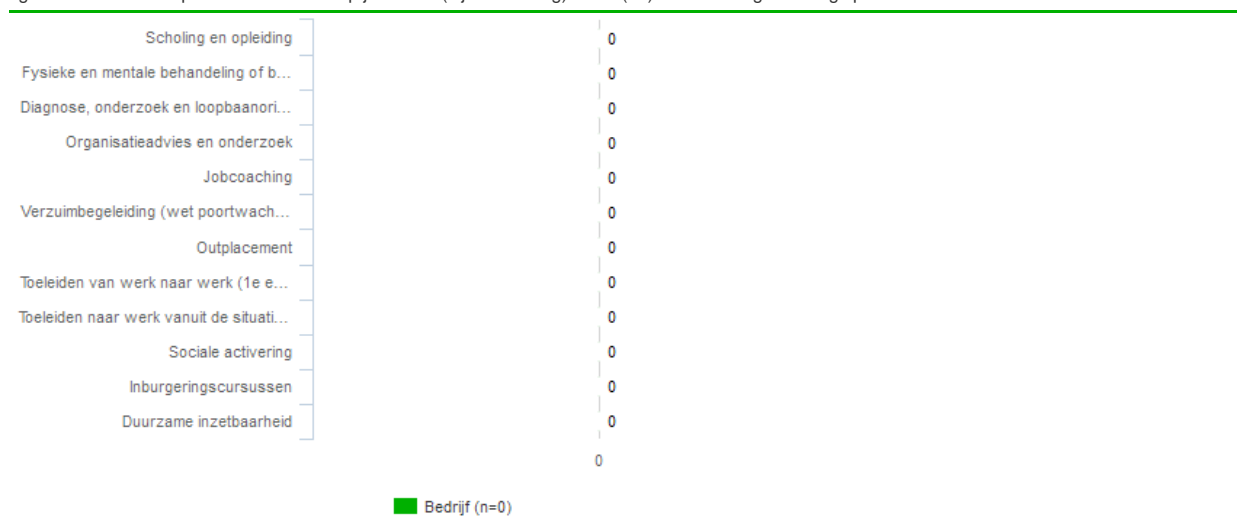 Scholing en opleiding 0
Fysieke en mentale behandeling of b... 0
Diagnose, onderzoek en loopbaanori... 0
Organisatieadvies en onderzoek 0
Jobcoaching 0
Verzuimbegeleiding (wet poortwach... 0
Outplacement 0
Toeleiden van werk naar werk (1e e... 0
Toeleiden naar werk vanuit de situati... 0
Sociale activering 0
Inburgeringscursussen 0
Duurzame inzetbaarheid 0
0
Bedrijf (n=0)